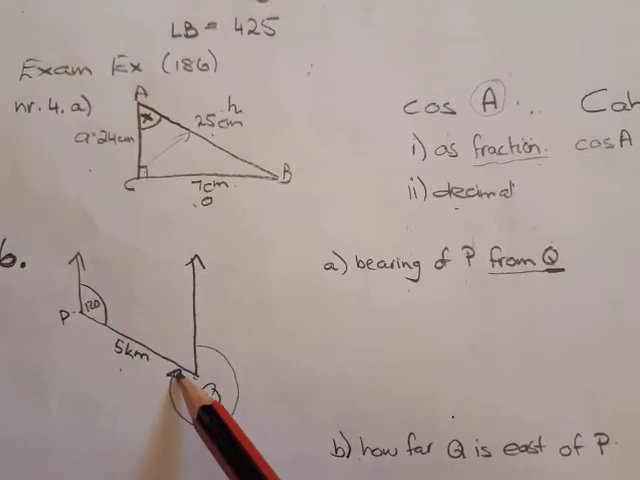 LB = 425
Exam Ex (186)
nr. 4. a)
A
x
h
25cm
a 24cm
C
B
7cm.
o
cos A ... Cah
i) as fraction. cosA
ii) decimal
6.
P
120
5km
a) bearing of P from Q
b) how far Q is east of P.